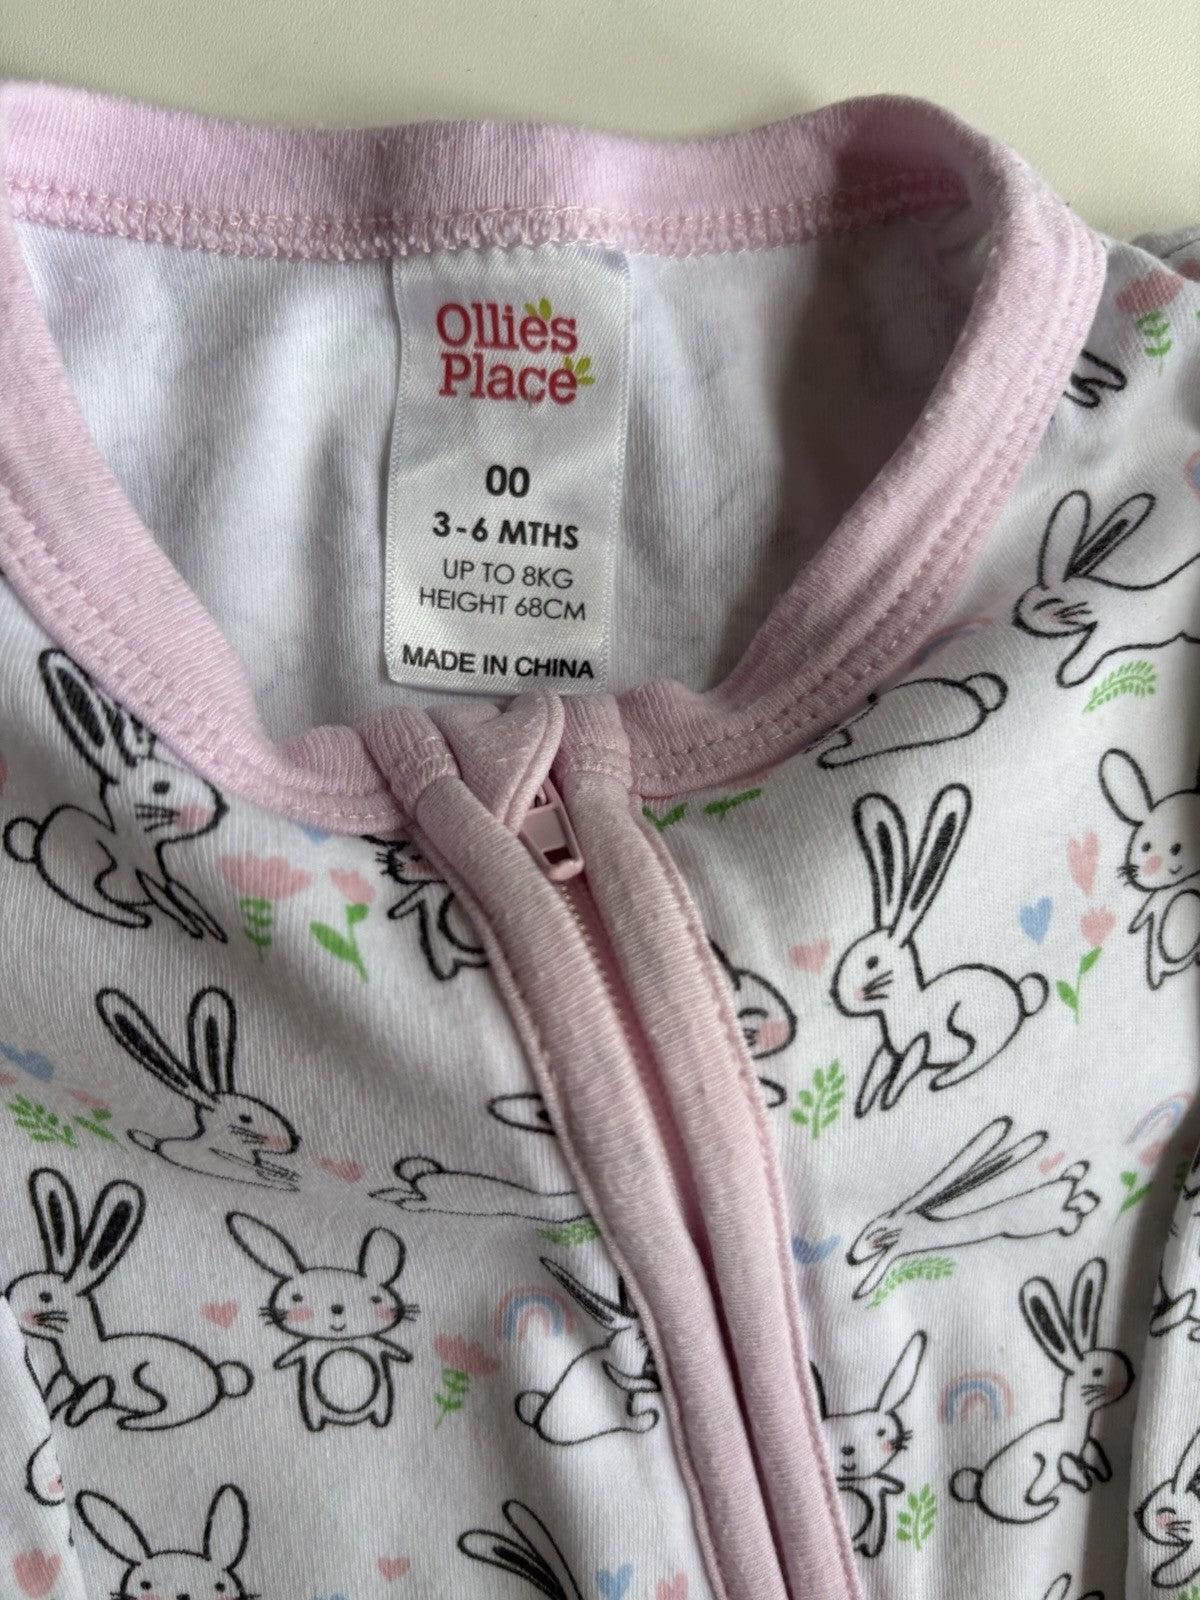 Ollie's
Place
00
3-6 MTHS
UP TO 8KG
HEIGHT 68CM
MADE IN CHINA